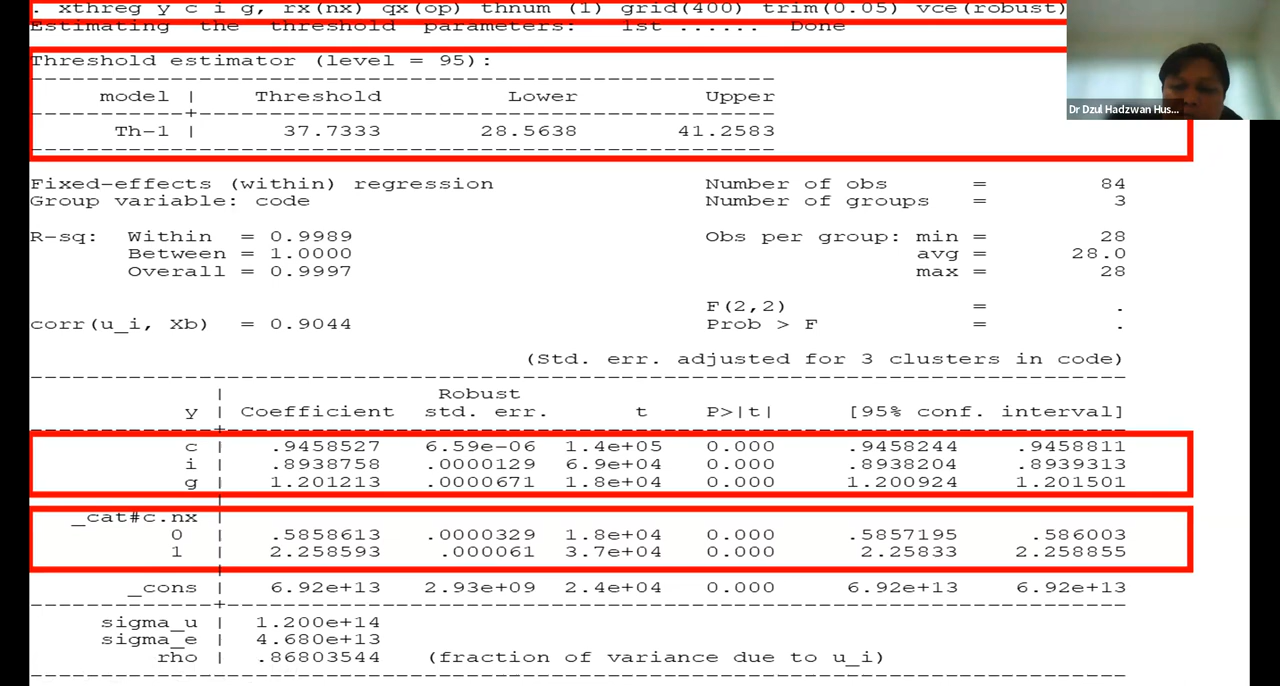 . xthreg y c i g, rx(nx) qx(op) thnum (1) grid(400) trim(0.05) vce(robust)
Estimating the threshold parameters: 1st ...... Done
Threshold estimator (level = 95):
model | Threshold Lower Upper
Th-1 | 37.7333 28.5638 41.2583
Fixed-effects (within) regression Number of obs = 84
Group variable: code Number of groups = 3
R-sq: Within = 0.9989 Obs per group: min = 28
Between = 1.0000 avg = 28.0
Overall = 0.9997 max = 28
F(2,2) = .
corr(u_i, Xb) = 0.9044 Prob > F = .
(Std. err. adjusted for 3 clusters in code)
| Robust
y | Coefficient std. err. t P>|t| [95% conf. interval]
c | .9458527 6.59e-06 1.4e+05 0.000 .9458244 .9458811
i | .8938758 .0000129 6.9e+04 0.000 .8938204 .8939313
g | 1.201213 .0000671 1.8e+04 0.000 1.200924 1.201501
_cat#c.nx |
0 | .5858613 .0000329 1.8e+04 0.000 .5857195 .586003
1 | 2.258593 .000061 3.7e+04 0.000 2.25833 2.258855
_cons | 6.92e+13 2.93e+09 2.4e+04 0.000 6.92e+13 6.92e+13
sigma_u | 1.200e+14
sigma_e | 4.680e+13
rho | .86803544 (fraction of variance due to u_i)
Dr Dzul Hadzwan Hus...